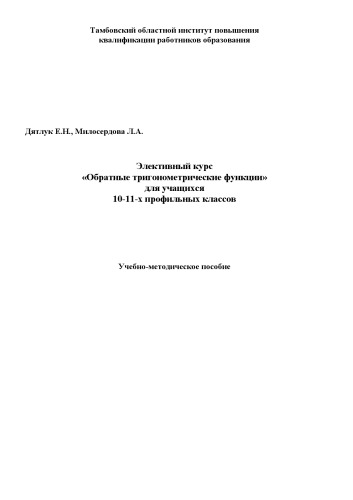 Тамбовский областной институт повышения
квалификации работников образования
Дятлук Е.Н., Милосердова Л.А.
Элективный курс
«Обратные тригонометрические функции»
для учащихся
10-11-х профильных классов
Учебно-методическое пособие